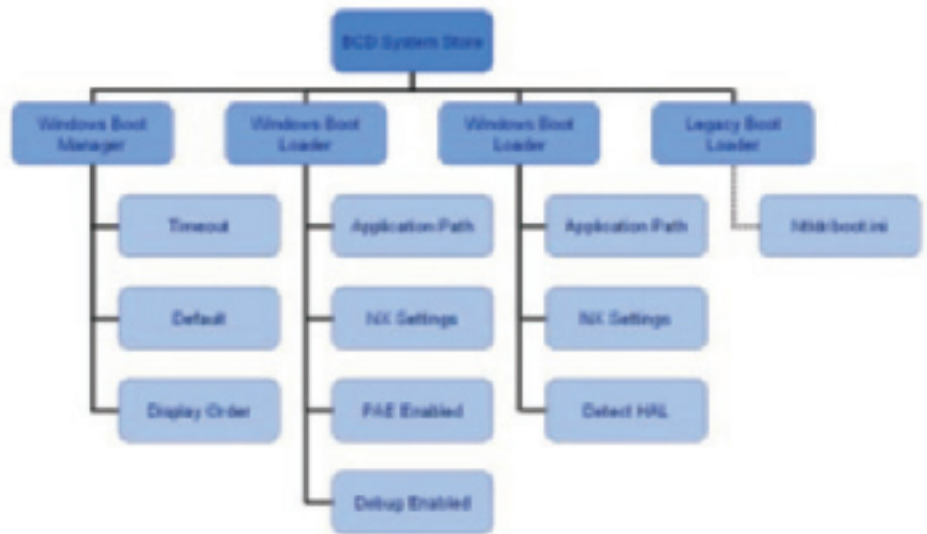 BCD System Store
Windows Boot
Manager
Windows Boot
Loader
Windows Boot
Loader
Legacy Boot
Loader
Timeout
Application Path
Application Path
Ntldr/boot.ini
Default
NX Settings
NX Settings
Display Order
PAE Enabled
Detect HAL
Debug Enabled